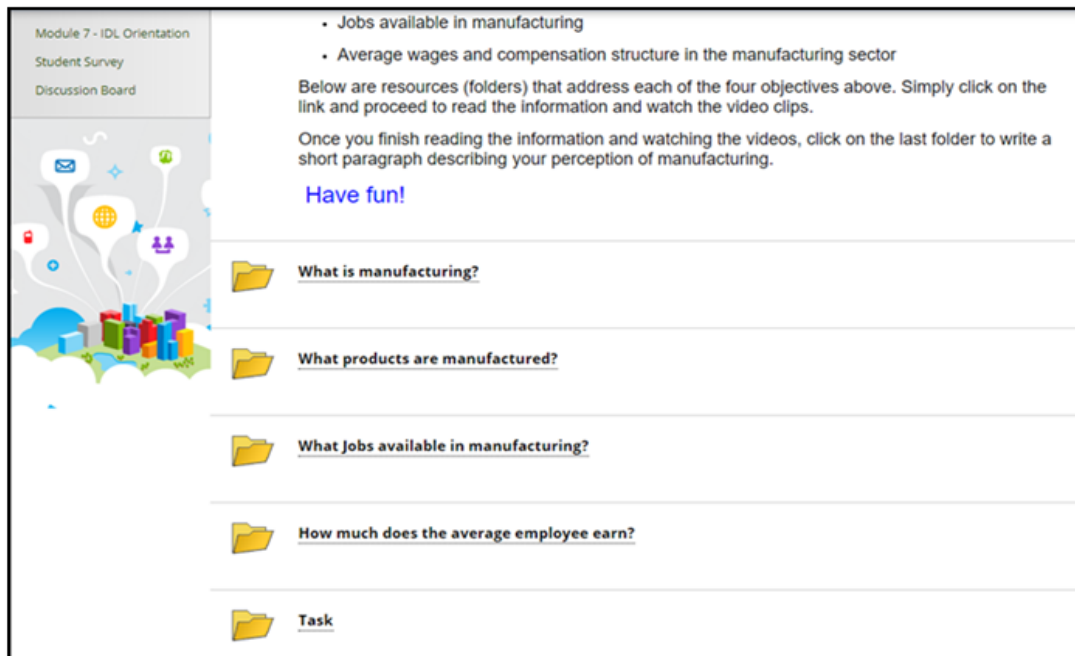 Module 7 - IDL Orientation
Student Survey
Discussion Board
• Jobs available in manufacturing
• Average wages and compensation structure in the manufacturing sector
Below are resources (folders) that address each of the four objectives above. Simply click on the
link and proceed to read the information and watch the video clips.
Once you finish reading the information and watching the videos, click on the last folder to write a
short paragraph describing your perception of manufacturing.
Have fun!
What is manufacturing?
What products are manufactured?
What Jobs available in manufacturing?
How much does the average employee earn?
Task